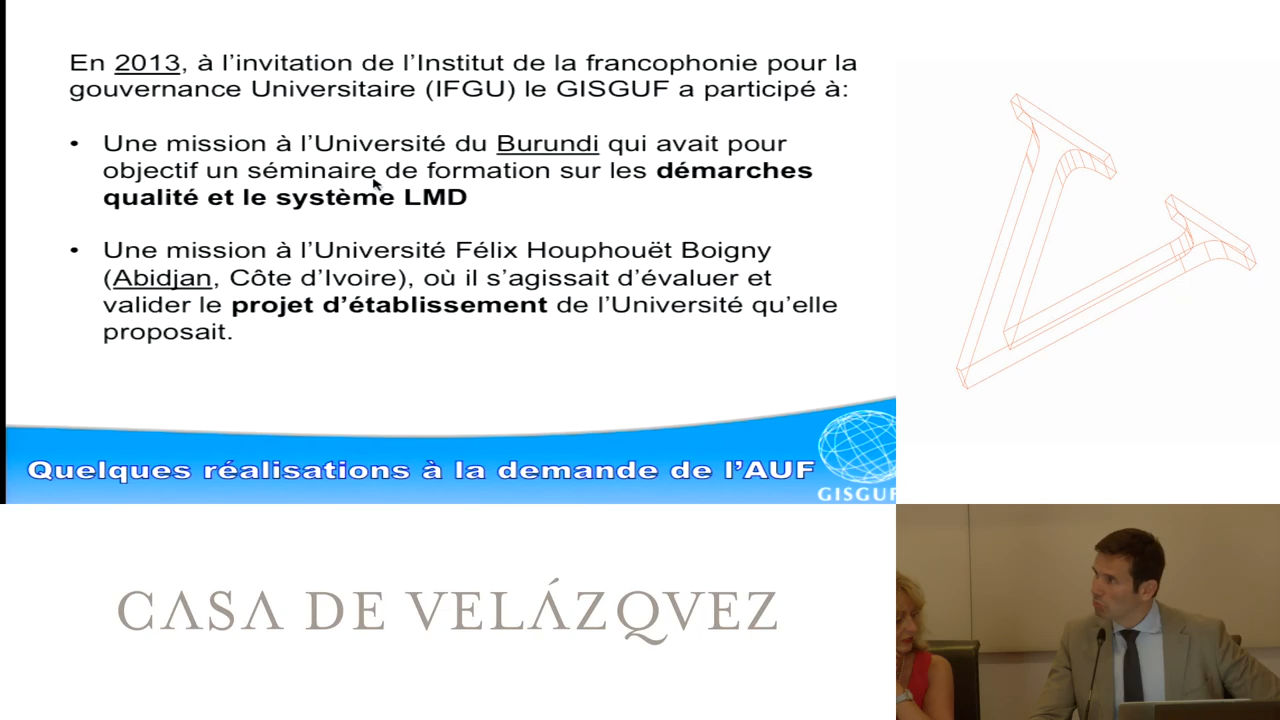 En 2013, à l’invitation de l’Institut de la francophonie pour la
gouvernance Universitaire (IFGU) le GISGUF a participé à:
• Une mission à l’Université du Burundi qui avait pour
objectif un séminaire de formation sur les démarches
qualité et le système LMD
• Une mission à l’Université Félix Houphouët Boigny
(Abidjan, Côte d’Ivoire), où il s’agissait d’évaluer et
valider le projet d’établissement de l’Université qu’elle
proposait.
Quelques réalisations à la demande de l’AUF
GISGUF
CASA DE VELÁZQVEZ